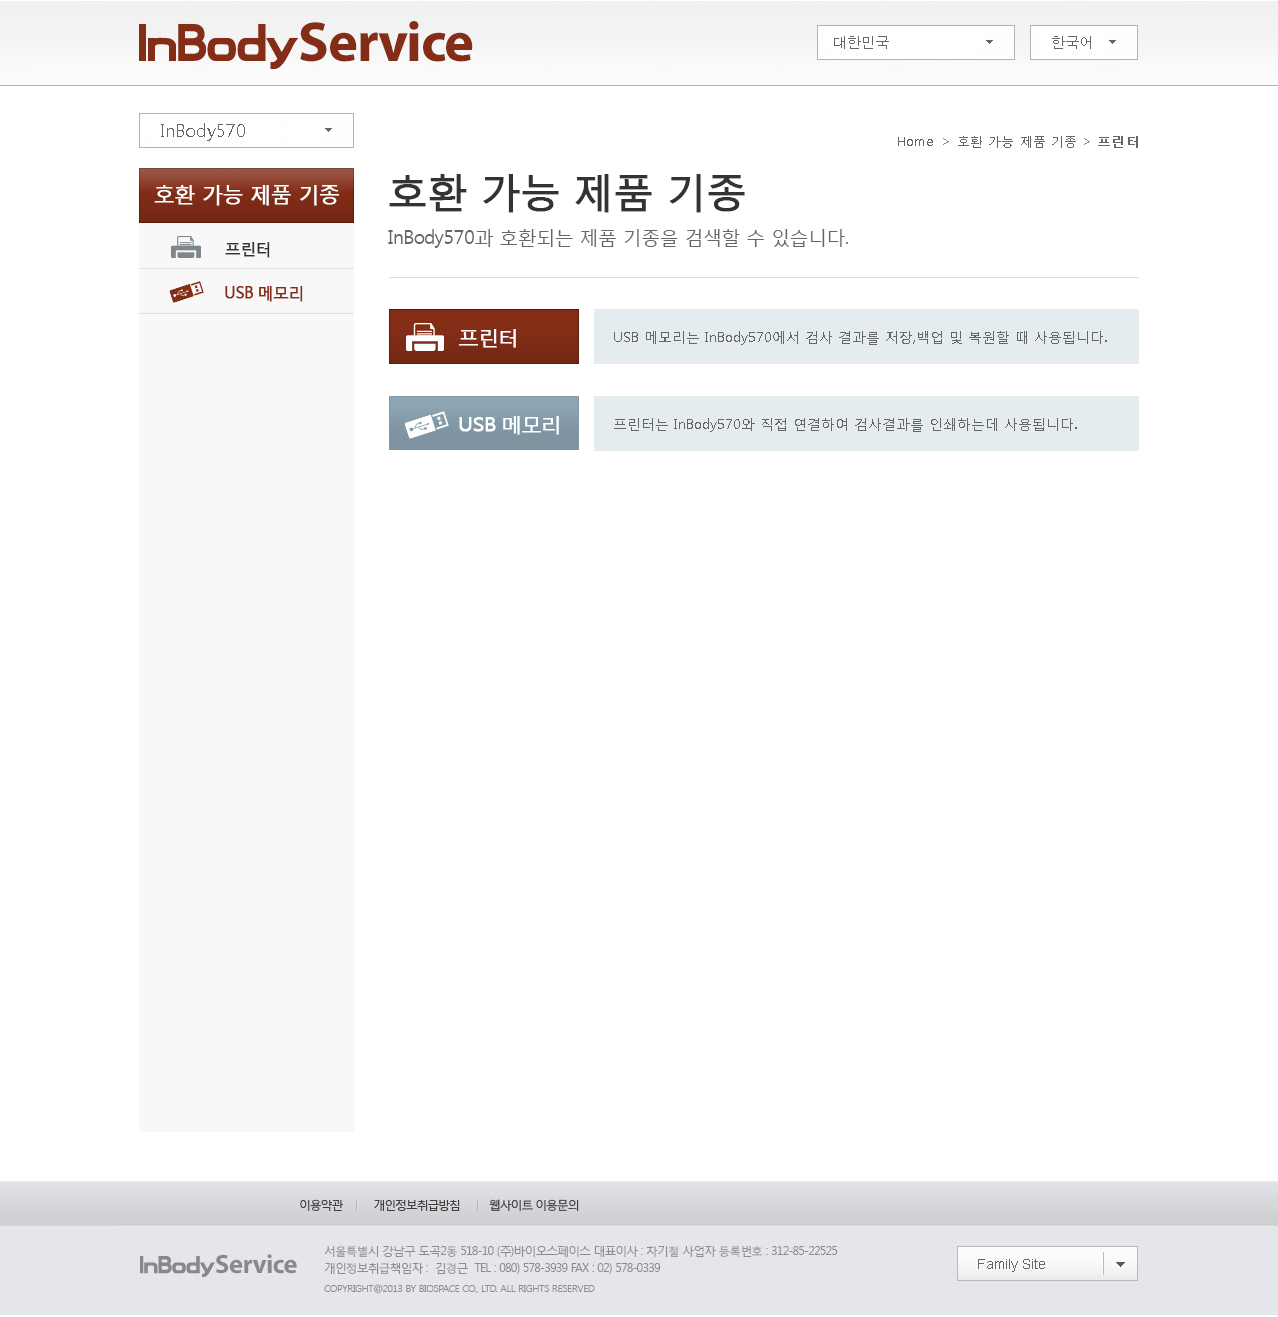 InBodyService
대한민국
한국어
InBody570
Home > 호환 가능 제품 기종 > 프린터
호환 가능 제품 기종
프린터
USB 메모리
호환 가능 제품 기종
InBody570과 호환되는 제품 기종을 검색할 수 있습니다.
프린터
USB 메모리는 InBody570에서 검사 결과를 저장,백업 및 복원할 때 사용됩니다.
USB 메모리
프린터는 InBody570와 직접 연결하여 검사결과를 인쇄하는데 사용됩니다.
이용약관
개인정보취급방침
웹사이트 이용문의
InBodyService
서울특별시 강남구 도곡2동 518-10 (주)바이오스페이스 대표이사 : 차기철 사업자 등록번호 : 312-85-22525
개인정보취급책임자 : 김경근 TEL : 080) 578-3939 FAX : 02) 578-0339
COPYRIGHT@2013 BY BIOSPACE CO., LTD. ALL RIGHTS RESERVED
Family Site